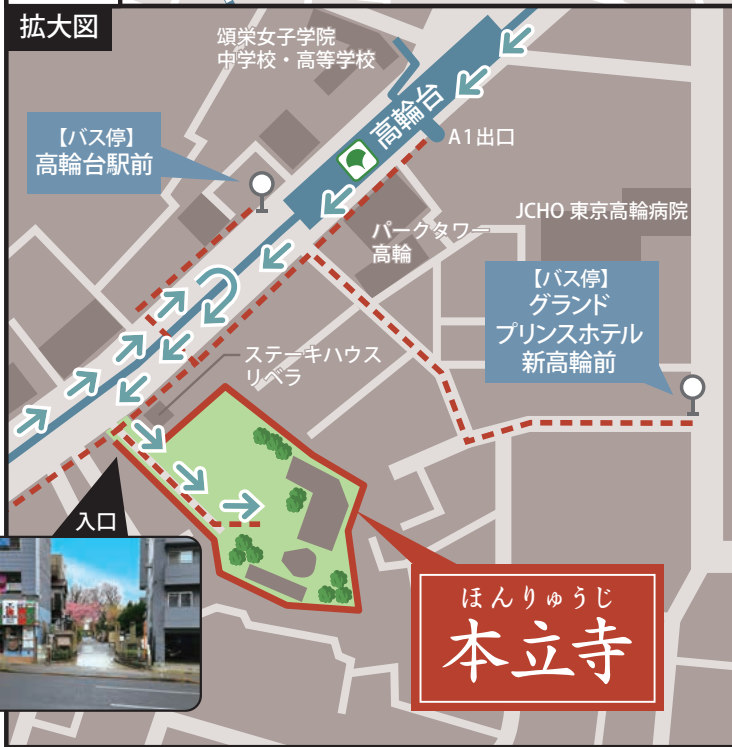 拡大図
頌栄女子学院
中学校・高等学校
高輪台
A1出口
【バス停】
高輪台駅前
パークタワー
高輪
JCHO 東京高輪病院
【バス停】
グランド
プリンスホテル
新高輪前
ステーキハウス
リベラ
入口
ほんりゅうじ
本立寺